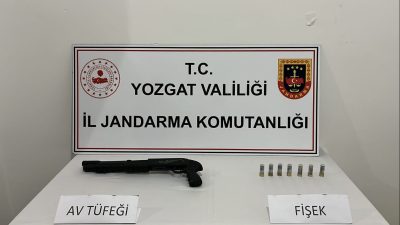 T.C.
YOZGAT VALİLİĞİ
İL JANDARMA KOMUTANLIĞI
AV TÜFEĞİ
FİŞEK